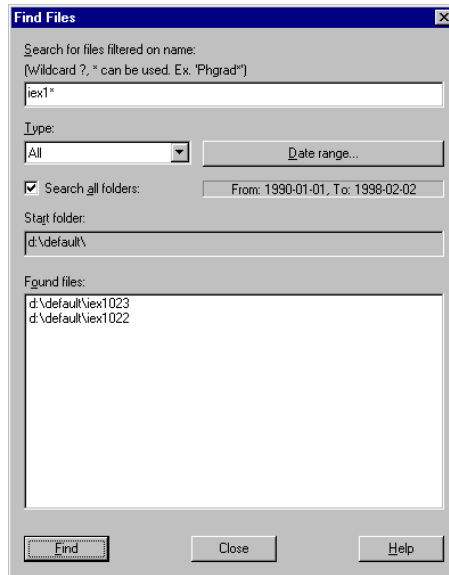 Find Files
Search for files filtered on name:
(Wildcard ?, * can be used. Ex. 'Phgrad*')
iex1*
Type:
All
Date range...
Search all folders:
From: 1990-01-01, To: 1998-02-02
Start folder:
d:\default\
Found files:
d:\default\iex1023
d:\default\iex1022
Find
Close
Help